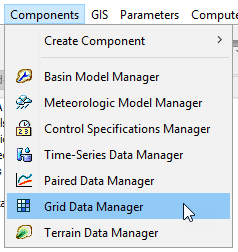 Components GIS Parameters Compute
Create Component
Basin Model Manager
Meteorologic Model Manager
Control Specifications Manager
Time-Series Data Manager
Paired Data Manager
Grid Data Manager
Terrain Data Manager